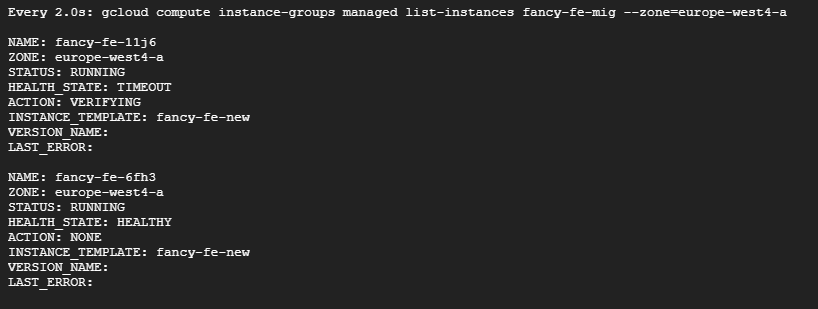 Every 2.0s: gcloud compute instance-groups managed list-instances fancy-fe-mig --zone=europe-west4-a
NAME: fancy-fe-11j6
ZONE: europe-west4-a
STATUS: RUNNING
HEALTH_STATE: TIMEOUT
ACTION: VERIFYING
INSTANCE_TEMPLATE: fancy-fe-new
VERSION_NAME:
LAST_ERROR:
NAME: fancy-fe-6fh3
ZONE: europe-west4-a
STATUS: RUNNING
HEALTH_STATE: HEALTHY
ACTION: NONE
INSTANCE_TEMPLATE: fancy-fe-new
VERSION_NAME:
LAST_ERROR: